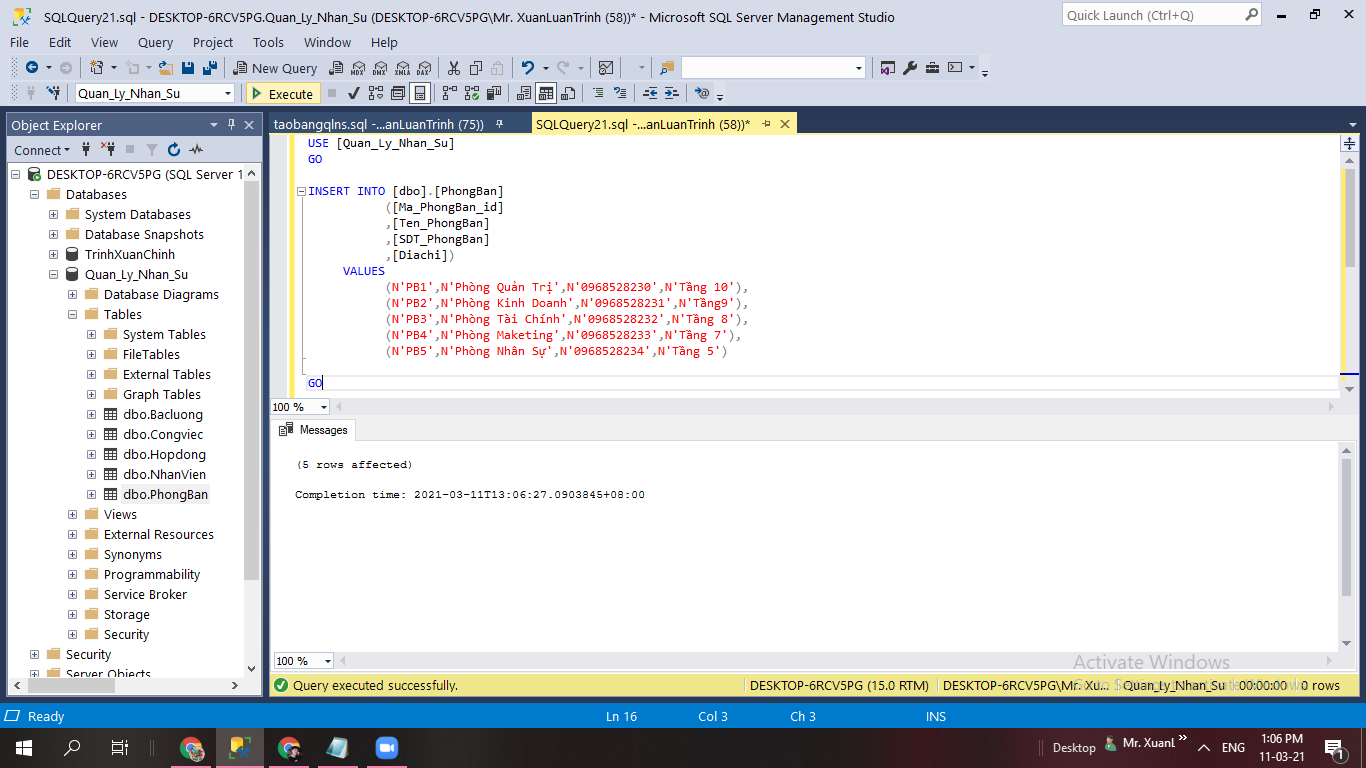 SQLQuery21.sql - DESKTOP-6RCV5PG.Quan_Ly_Nhan_Su (DESKTOP-6RCV5PG\Mr. XuanLuanTrinh (58))* - Microsoft SQL Server Management Studio
Quick Launch (Ctrl+Q)
File Edit View Query Project Tools Window Help
New Query
MDX DMX XMLA DAX
Quan_Ly_Nhan_Su
Execute
Object Explorer
Connect
DESKTOP-6RCV5PG (SQL Server 1
Databases
System Databases
Database Snapshots
TrinhXuanChinh
Quan_Ly_Nhan_Su
Database Diagrams
Tables
System Tables
FileTables
External Tables
Graph Tables
dbo.Bacluong
dbo.Congviec
dbo.Hopdong
dbo.NhanVien
dbo.PhongBan
Views
External Resources
Synonyms
Programmability
Service Broker
Storage
Security
Security
Server Objects
taobangqlns.sql -...anLuanTrinh (75))
SQLQuery21.sql -...anLuanTrinh (58))*
USE [Quan_Ly_Nhan_Su]
GO
INSERT INTO [dbo].[PhongBan]
([Ma_PhongBan_id]
,[Ten_PhongBan]
,[SDT_PhongBan]
,[Diachi])
VALUES
(N'PB1',N'Phòng Quản Trị',N'0968528230',N'Tầng 10'),
(N'PB2',N'Phòng Kinh Doanh',N'0968528231',N'Tầng9'),
(N'PB3',N'Phòng Tài Chính',N'0968528232',N'Tầng 8'),
(N'PB4',N'Phòng Maketing',N'0968528233',N'Tầng 7'),
(N'PB5',N'Phòng Nhân Sự',N'0968528234',N'Tầng 5')
GO
100 %
Messages
(5 rows affected)
Completion time: 2021-03-11T13:06:27.0903845+08:00
100 %
Activate Windows
Query executed successfully.
DESKTOP-6RCV5PG (15.0 RTM)
DESKTOP-6RCV5PG\Mr. Xu...
Quan_Ly_Nhan_Su
00:00:00
0 rows
Ready
Ln 16
Col 3
Ch 3
INS
Desktop
Mr. XuanL
ENG
1:06 PM
11-03-21
1